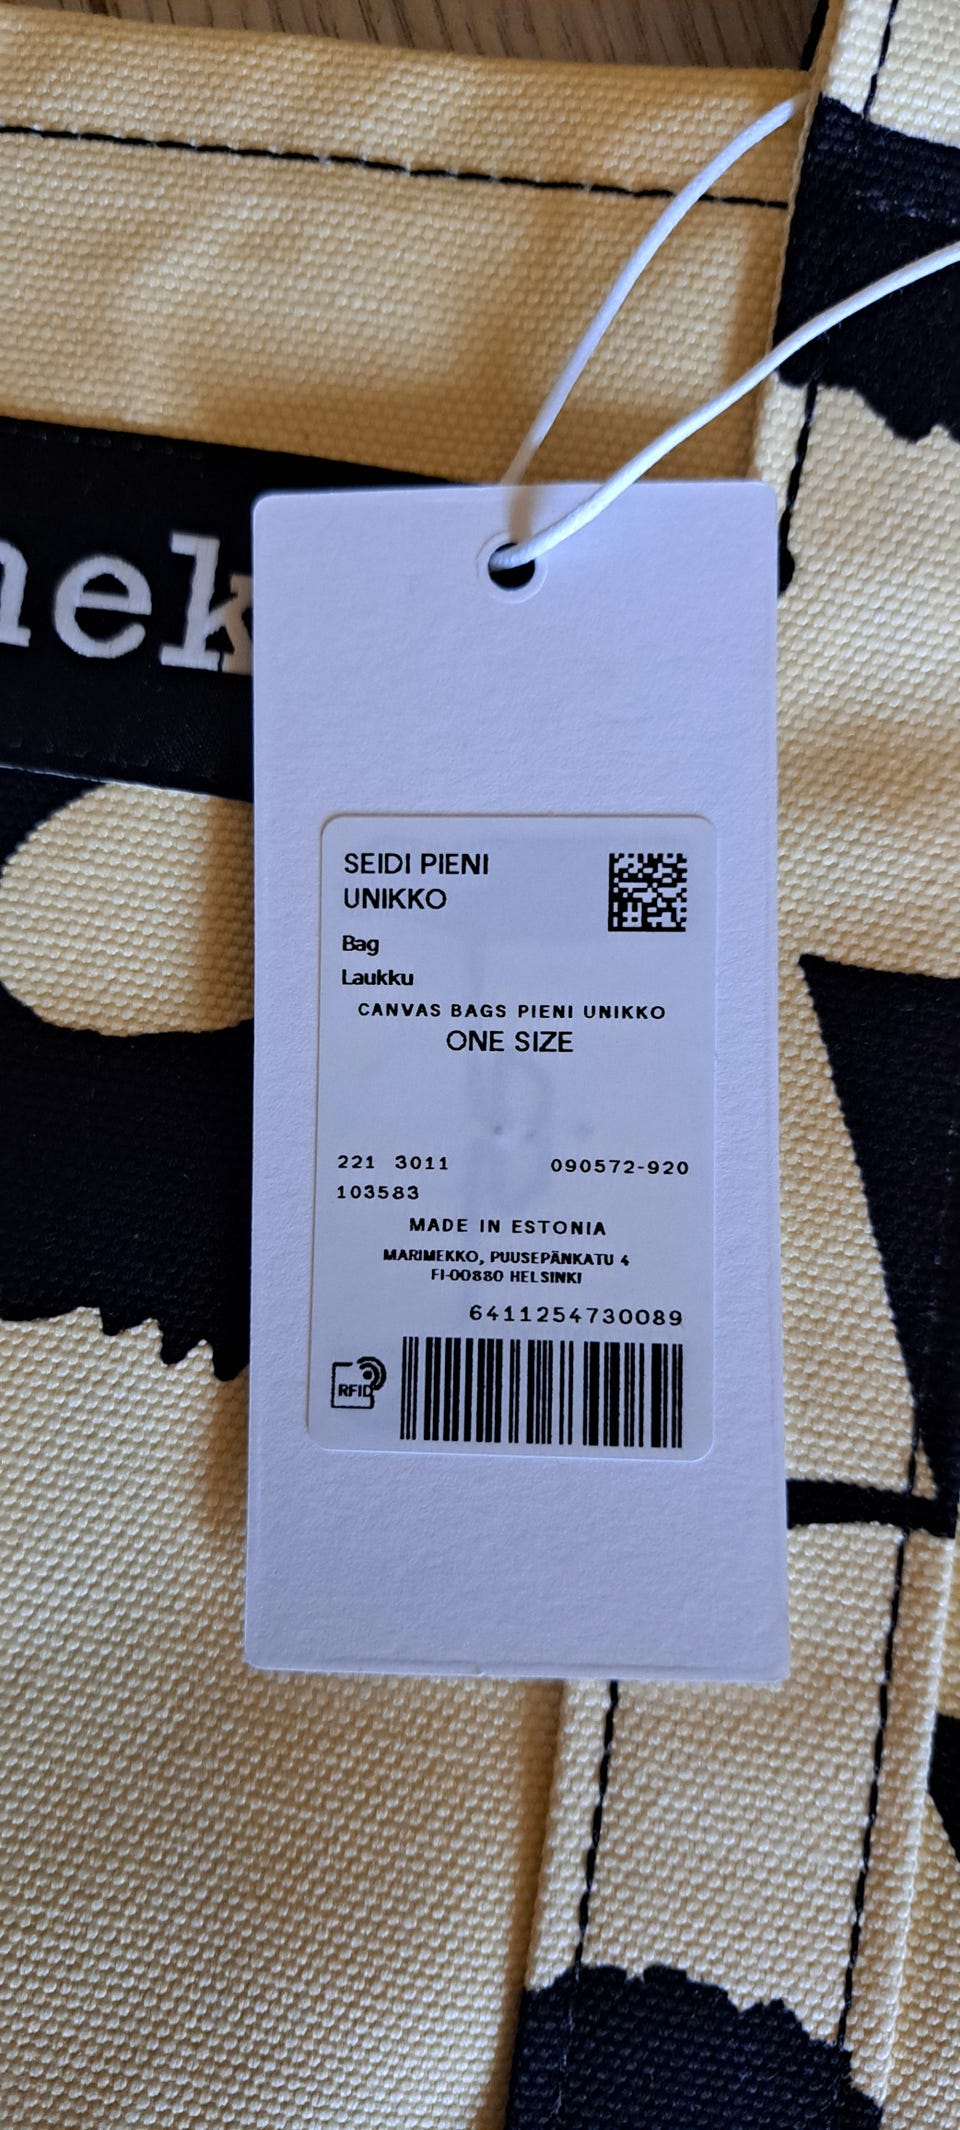 nek
SEIDI PIENI
UNIKKO
Bag
Laukku
CANVAS BAGS PIENI UNIKKO
ONE SIZE
221 3011 090572-920
103583
MADE IN ESTONIA
MARIMEKKO, PUUSEPÄNKATU 4
FI-00880 HELSINKI
6411254730089
RFID